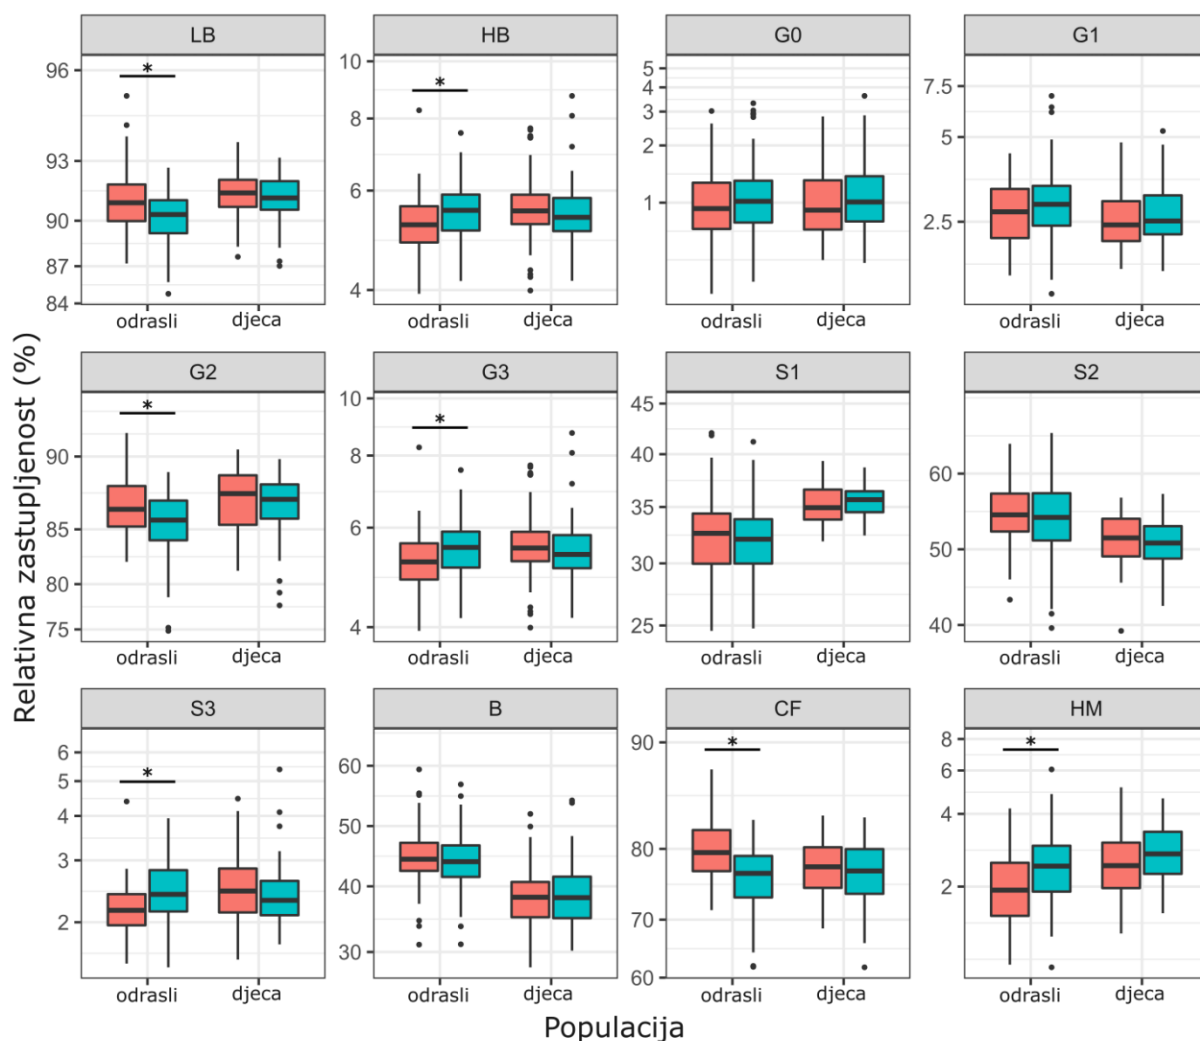 LB HB G0 G1
96 93 90 87 84
*
10 8 6 4
*
5 4 3 2 1
7.5 5 2.5
odrasli djeca odrasli djeca odrasli djeca odrasli djeca
G2 G3 S1 S2
90 85 80 75
*
10 8 6 4
*
45 40 35 30 25
60 50 40
odrasli djeca odrasli djeca odrasli djeca odrasli djeca
S3 B CF HM
6 5 4 3 2
*
60 50 40 30
90 80 70 60
*
8 6 4 2
*
odrasli djeca odrasli djeca odrasli djeca odrasli djeca
Relativna zastupljenost (%)
Populacija